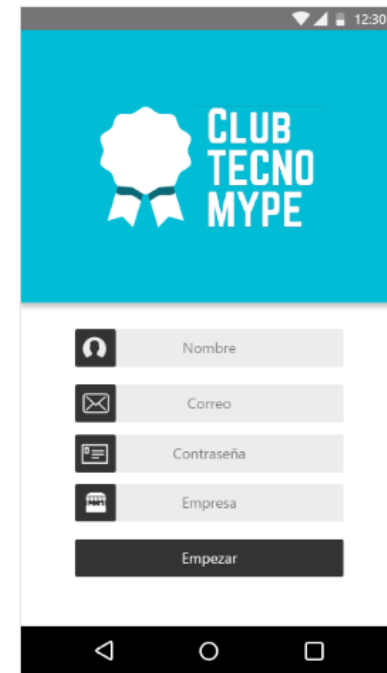 12:30
CLUB
TECNO
MYPE
Nombre
Correo
Contraseña
Empresa
Empezar